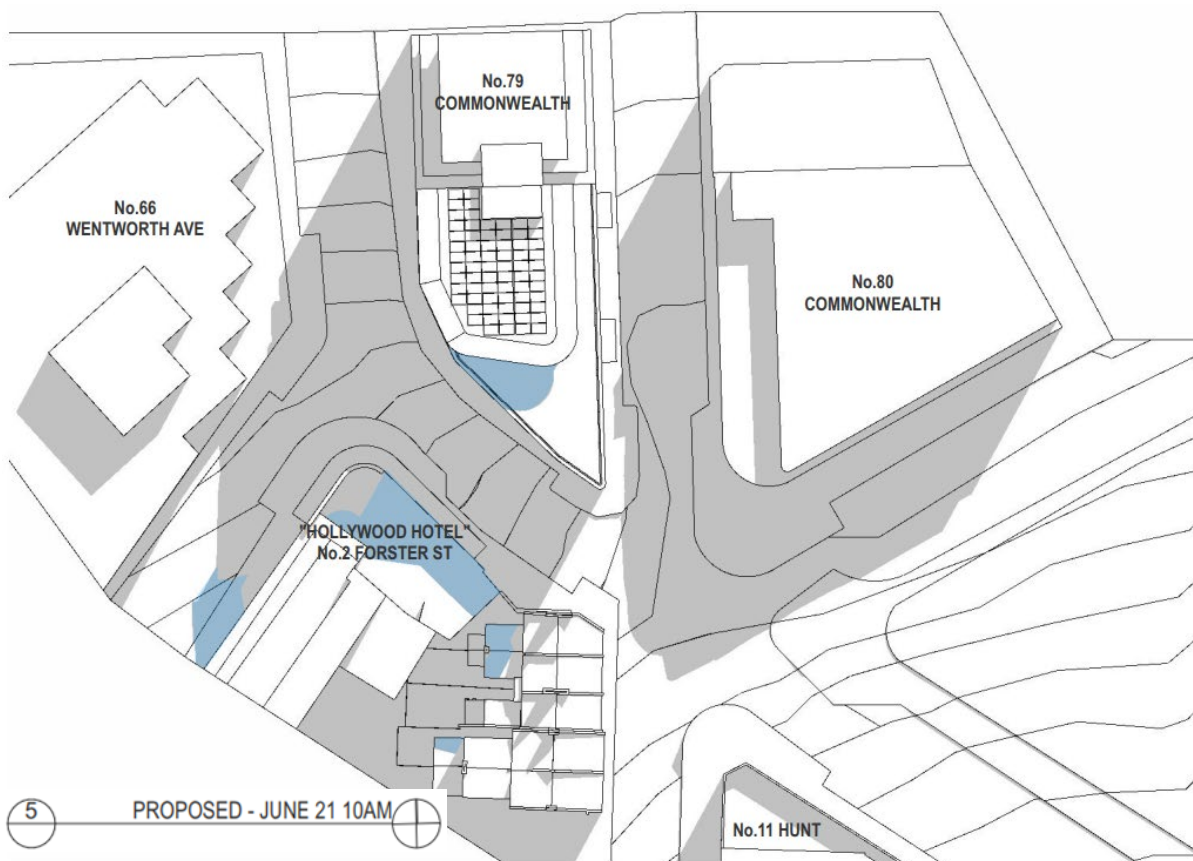 No.79
COMMONWEALTH
No.66
WENTWORTH AVE
No.80
COMMONWEALTH
"HOLLYWOOD HOTEL"
No.2 FORSTER ST
No.11 HUNT
5
PROPOSED - JUNE 21 10AM